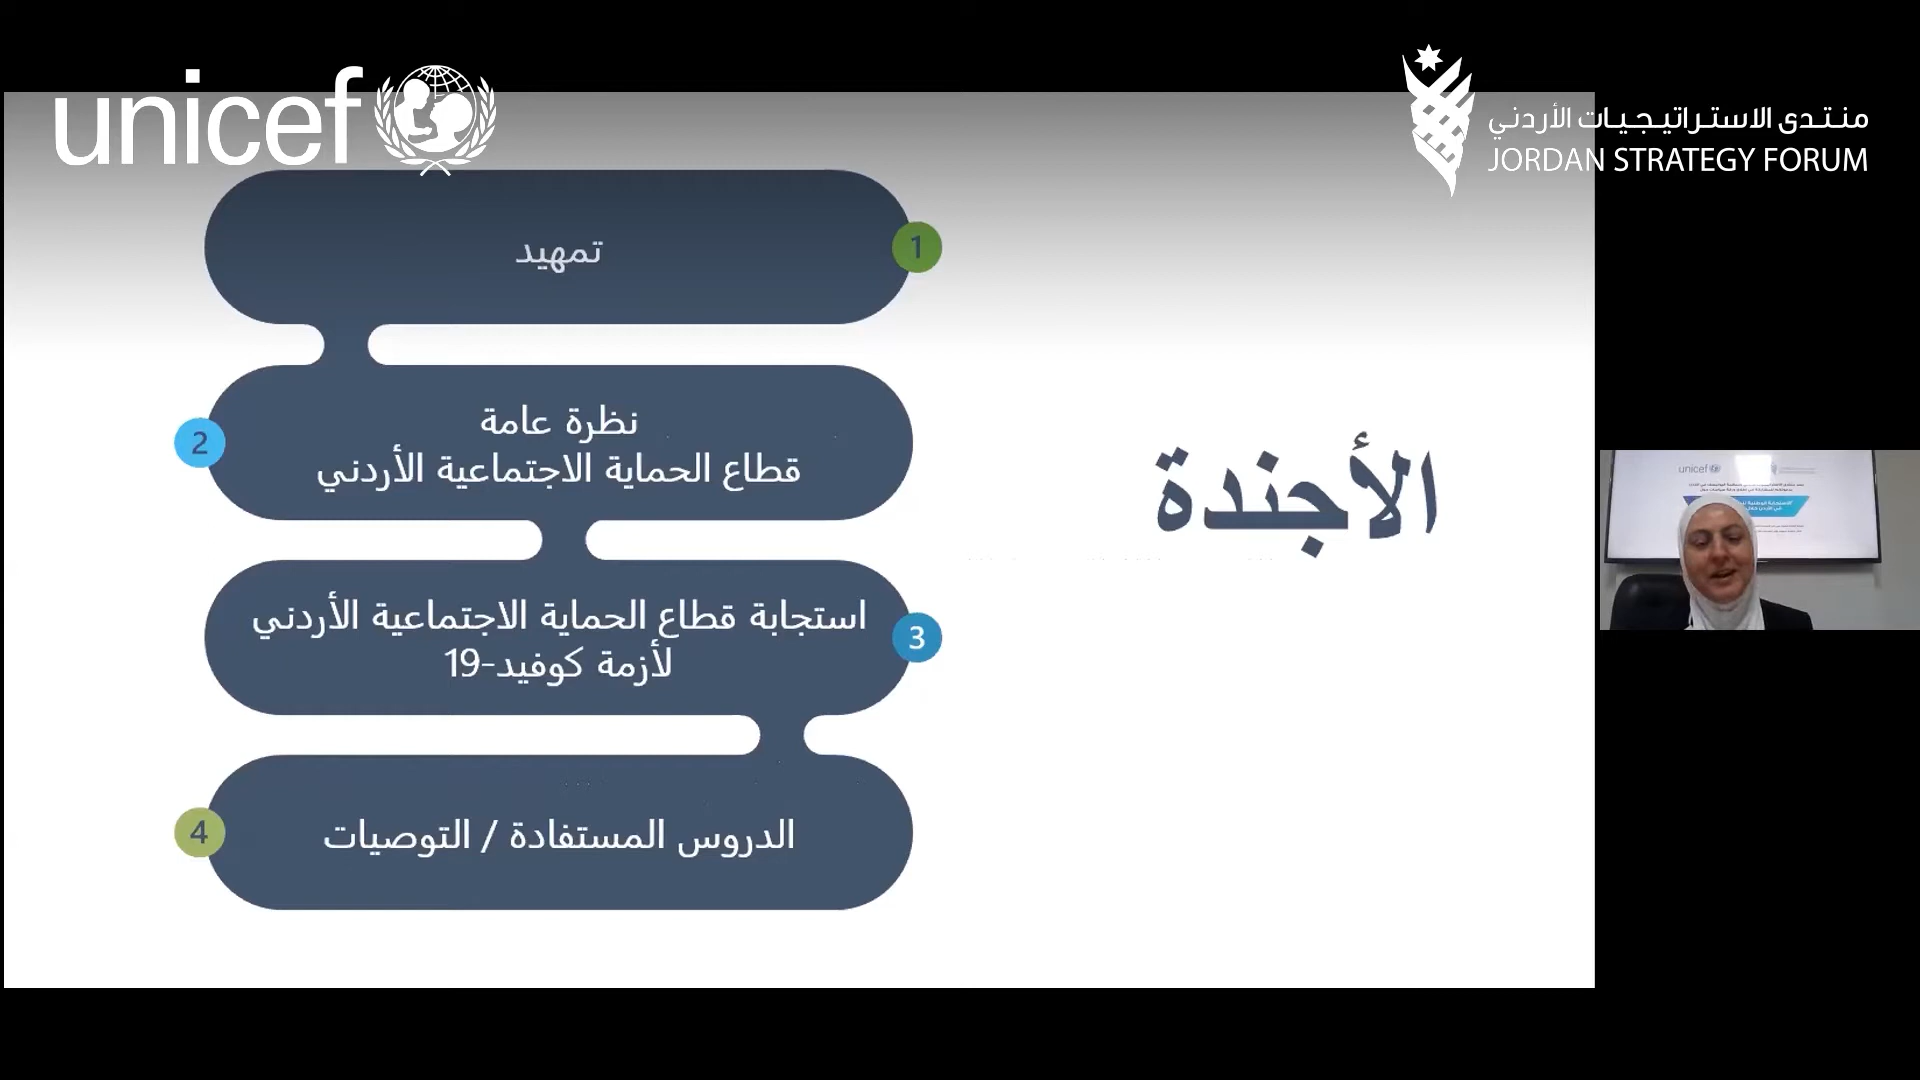 unicef
منتدى الاستراتيجيات الأردني
JORDAN STRATEGY FORUM
الأجندة
1
تمهيد
2
نظرة عامة
قطاع الحماية الاجتماعية الأردني
3
استجابة قطاع الحماية الاجتماعية الأردني
لأزمة كوفيد-19
4
الدروس المستفادة / التوصيات
unicef